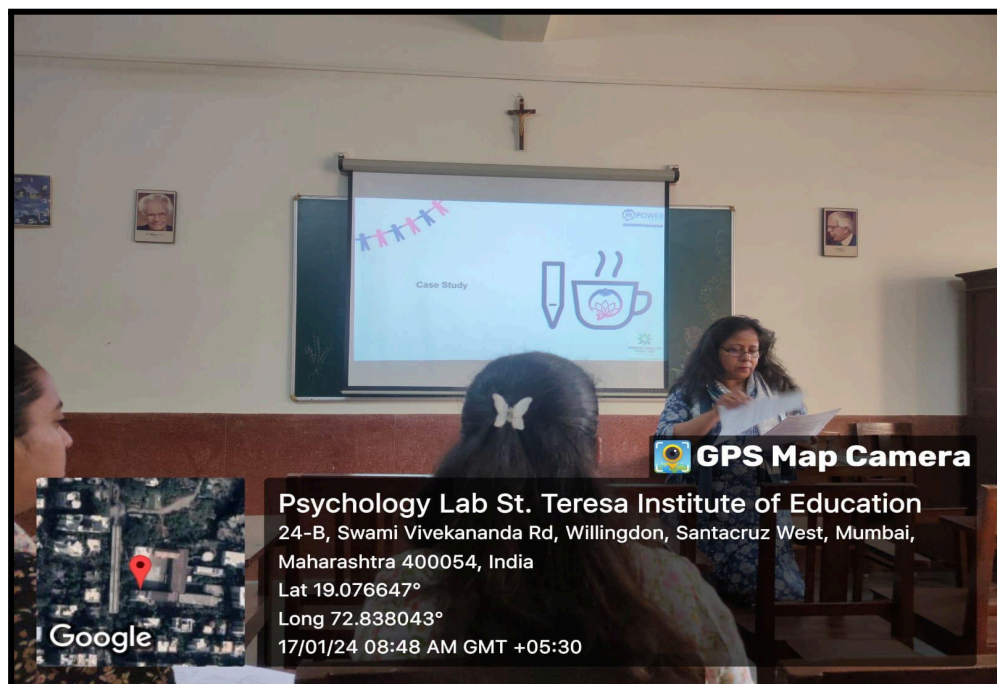 MPOWER
Case Study
GPS Map Camera
Psychology Lab St. Teresa Institute of Education
24-B, Swami Vivekananda Rd, Willingdon, Santacruz West, Mumbai,
Maharashtra 400054, India
Lat 19.076647°
Long 72.838043°
17/01/24 08:48 AM GMT +05:30
Google